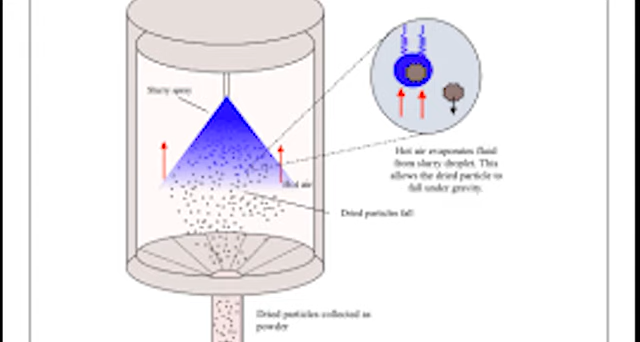 Slurry spray
Hot air
Dried particles fall
Hot air evaporates fluid
from slurry droplet. This
allows the dried particle to
fall under gravity.
Dried particles collected as
powder